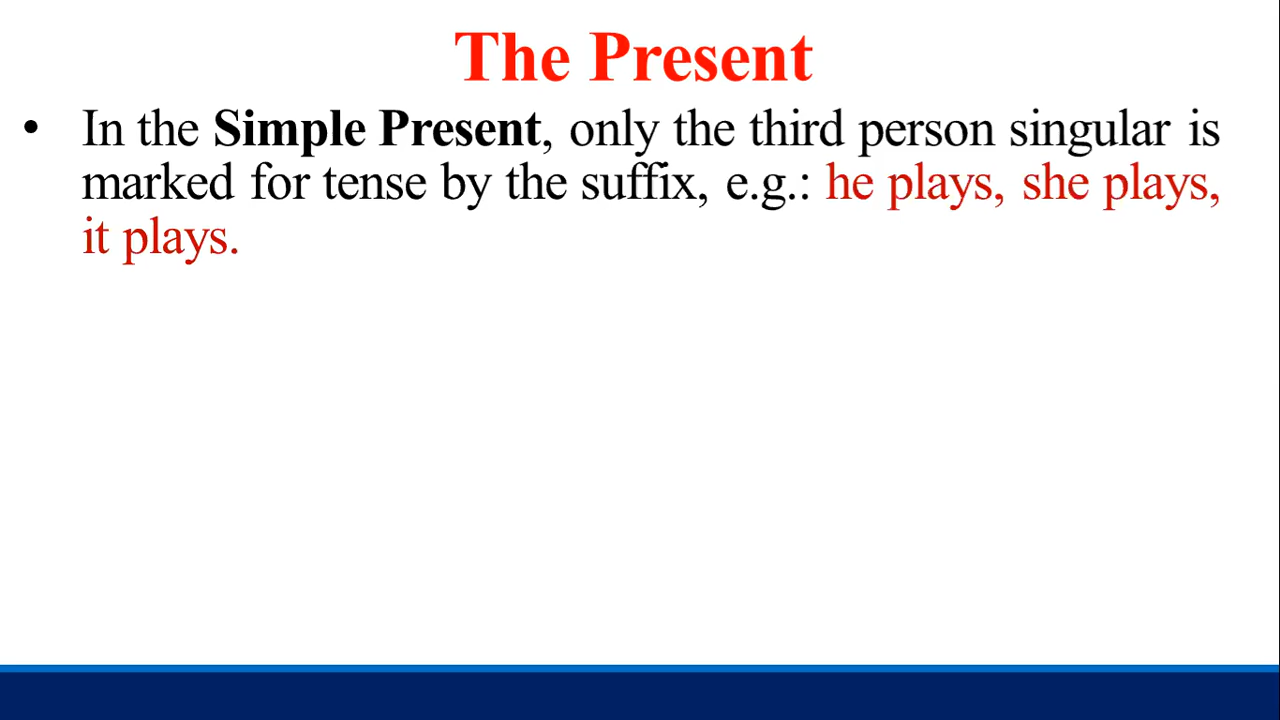 The Present
• In the Simple Present, only the third person singular is
marked for tense by the suffix, e.g.: he plays, she plays,
it plays.